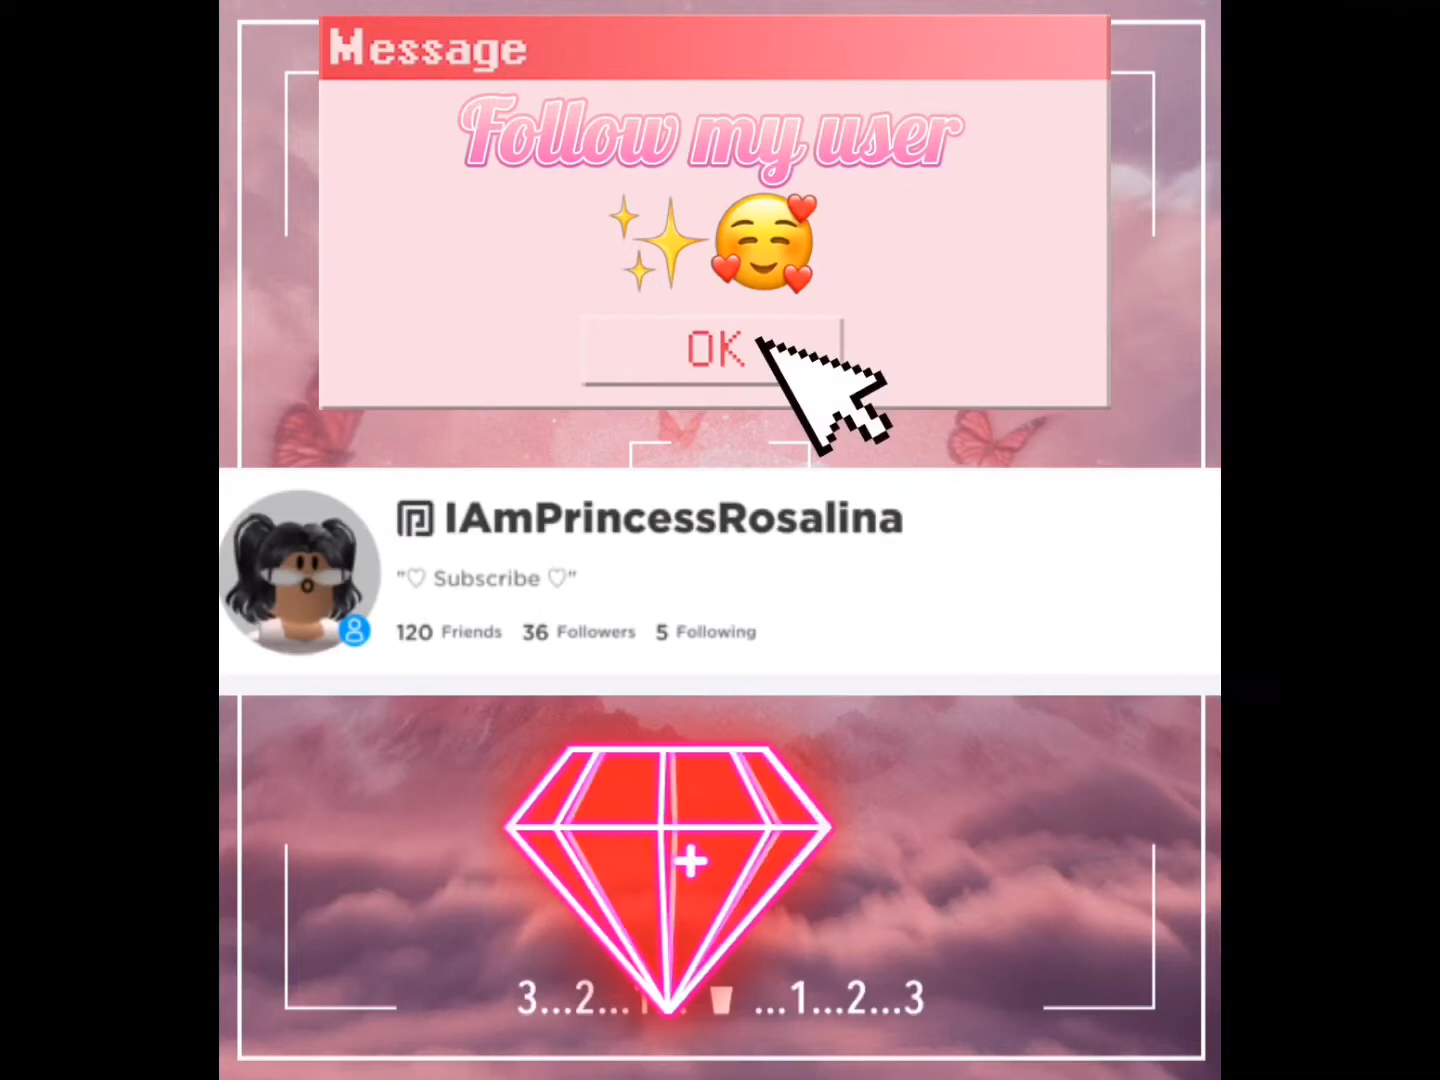 Message
Follow my user
✨🥰
OK
IAmPrincessRosalina
"♡ Subscribe ♡"
120 Friends 36 Followers 5 Following
3...2... ...1...2...3